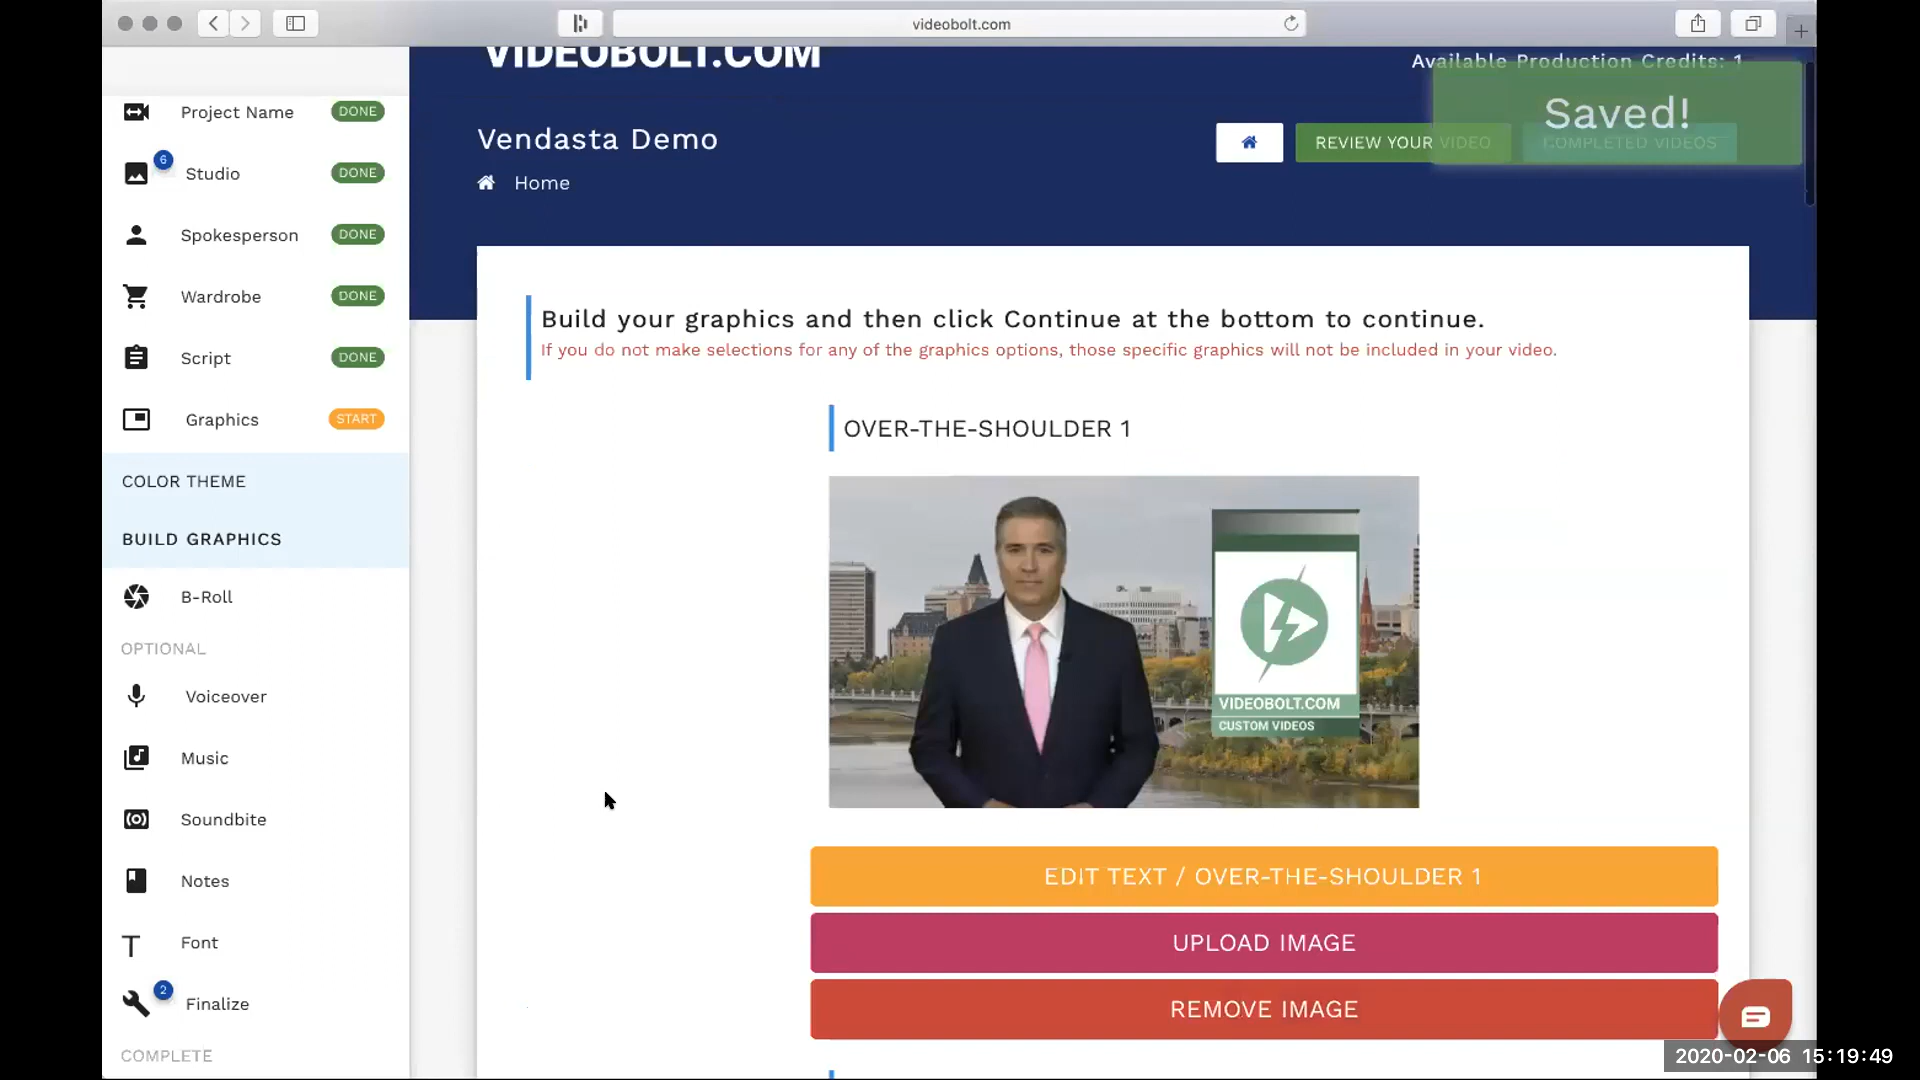 videobolt.com
VIDEOBOLT.COM
Available Production Credits: 1
Saved!
Project Name DONE
6
Studio DONE
Spokesperson DONE
Wardrobe DONE
Script DONE
Graphics START
COLOR THEME
BUILD GRAPHICS
B-Roll
OPTIONAL
Voiceover
Music
Soundbite
Notes
T Font
2
Finalize
COMPLETE
Vendasta Demo
REVIEW YOUR VIDEO
COMPLETED VIDEOS
Home
Build your graphics and then click Continue at the bottom to continue.
If you do not make selections for any of the graphics options, those specific graphics will not be included in your video.
OVER-THE-SHOULDER 1
VIDEOBOLT.COM
CUSTOM VIDEOS
EDIT TEXT / OVER-THE-SHOULDER 1
UPLOAD IMAGE
REMOVE IMAGE
2020-02-06 15:19:49